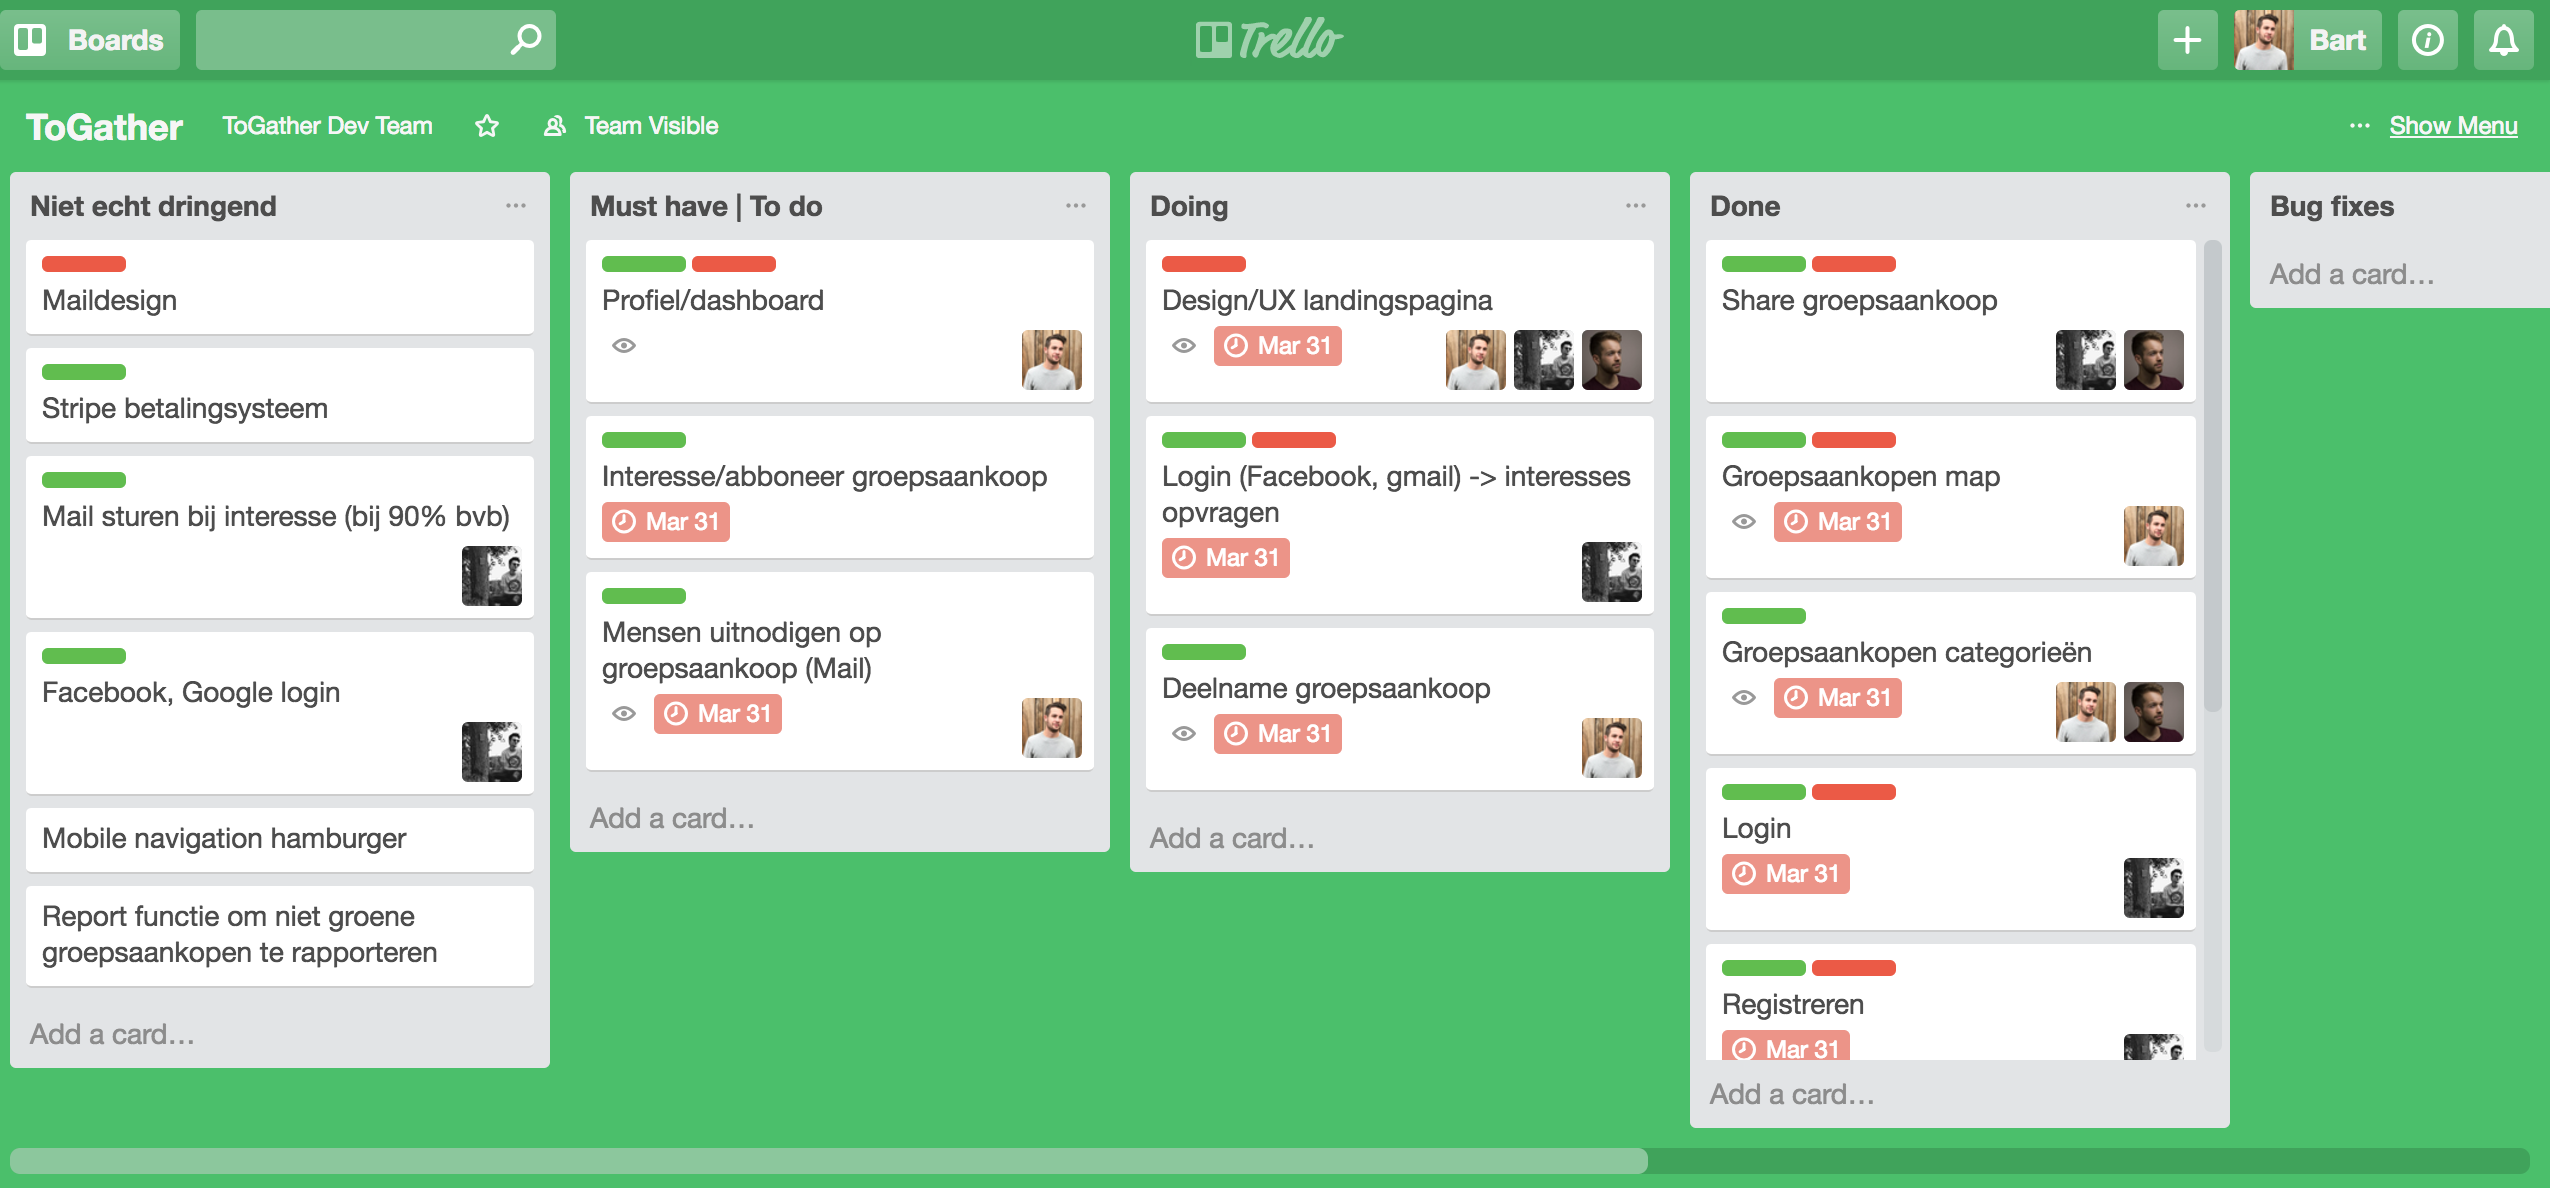 Boards
Trello
Bart
ToGather
ToGather Dev Team
Team Visible
Show Menu
Niet echt dringend
Maildesign
Stripe betalingsysteem
Mail sturen bij interesse (bij 90% bvb)
Facebook, Google login
Mobile navigation hamburger
Report functie om niet groene
groepsaankopen te rapporteren
Add a card…
Must have | To do
Profiel/dashboard
Interesse/abboneer groepsaankoop
Mar 31
Mensen uitnodigen op
groepsaankoop (Mail)
Mar 31
Add a card…
Doing
Design/UX landingspagina
Mar 31
Login (Facebook, gmail) -> interesses
opvragen
Mar 31
Deelname groepsaankoop
Mar 31
Add a card…
Done
Share groepsaankoop
Groepsaankopen map
Mar 31
Groepsaankopen categorieën
Mar 31
Login
Mar 31
Registreren
Mar 31
Add a card…
Bug fixes
Add a card…